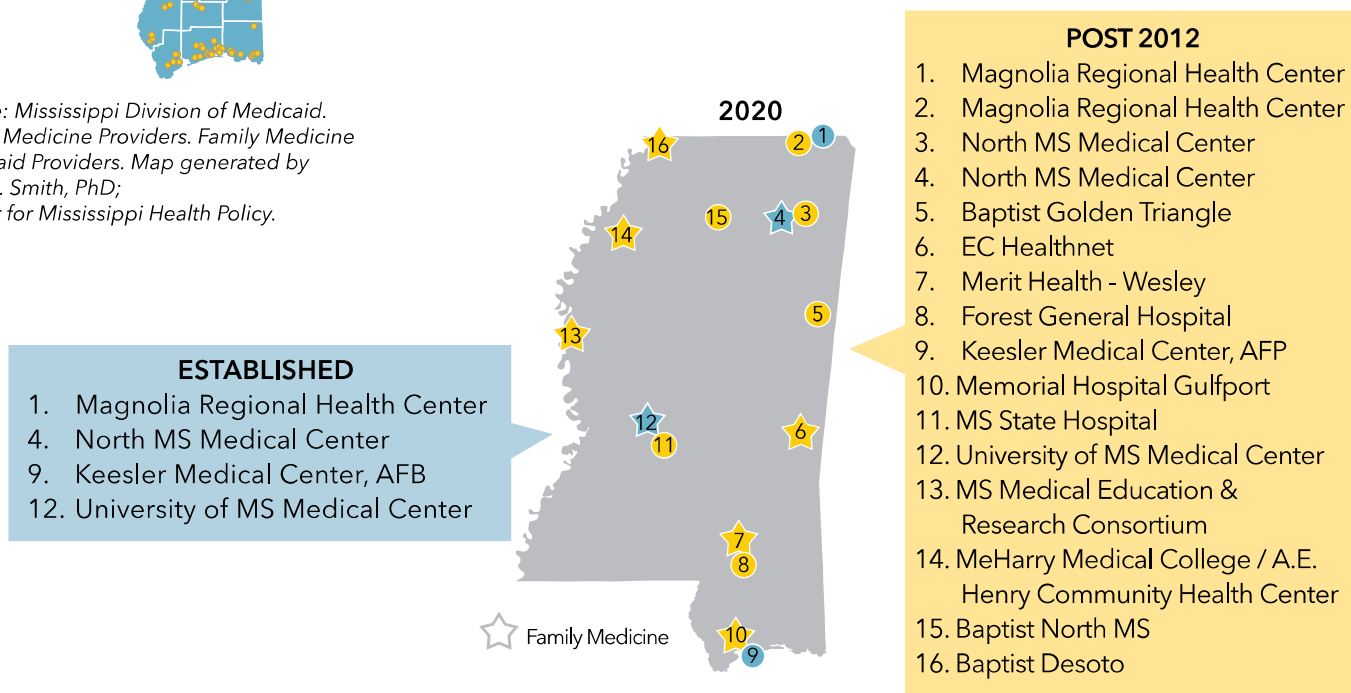 : Mississippi Division of Medicaid.
Medicine Providers. Family Medicine
Providers. Map generated by
. Smith, PhD;
for Mississippi Health Policy.
2020
16
2
1
15
4
3
14
5
13
12
11
6
7
8
10
9
Family Medicine
ESTABLISHED
1. Magnolia Regional Health Center
4. North MS Medical Center
9. Keesler Medical Center, AFB
12. University of MS Medical Center
POST 2012
1. Magnolia Regional Health Center
2. Magnolia Regional Health Center
3. North MS Medical Center
4. North MS Medical Center
5. Baptist Golden Triangle
6. EC Healthnet
7. Merit Health - Wesley
8. Forest General Hospital
9. Keesler Medical Center, AFP
10. Memorial Hospital Gulfport
11. MS State Hospital
12. University of MS Medical Center
13. MS Medical Education &
Research Consortium
14. MeHarry Medical College / A.E.
Henry Community Health Center
15. Baptist North MS
16. Baptist Desoto